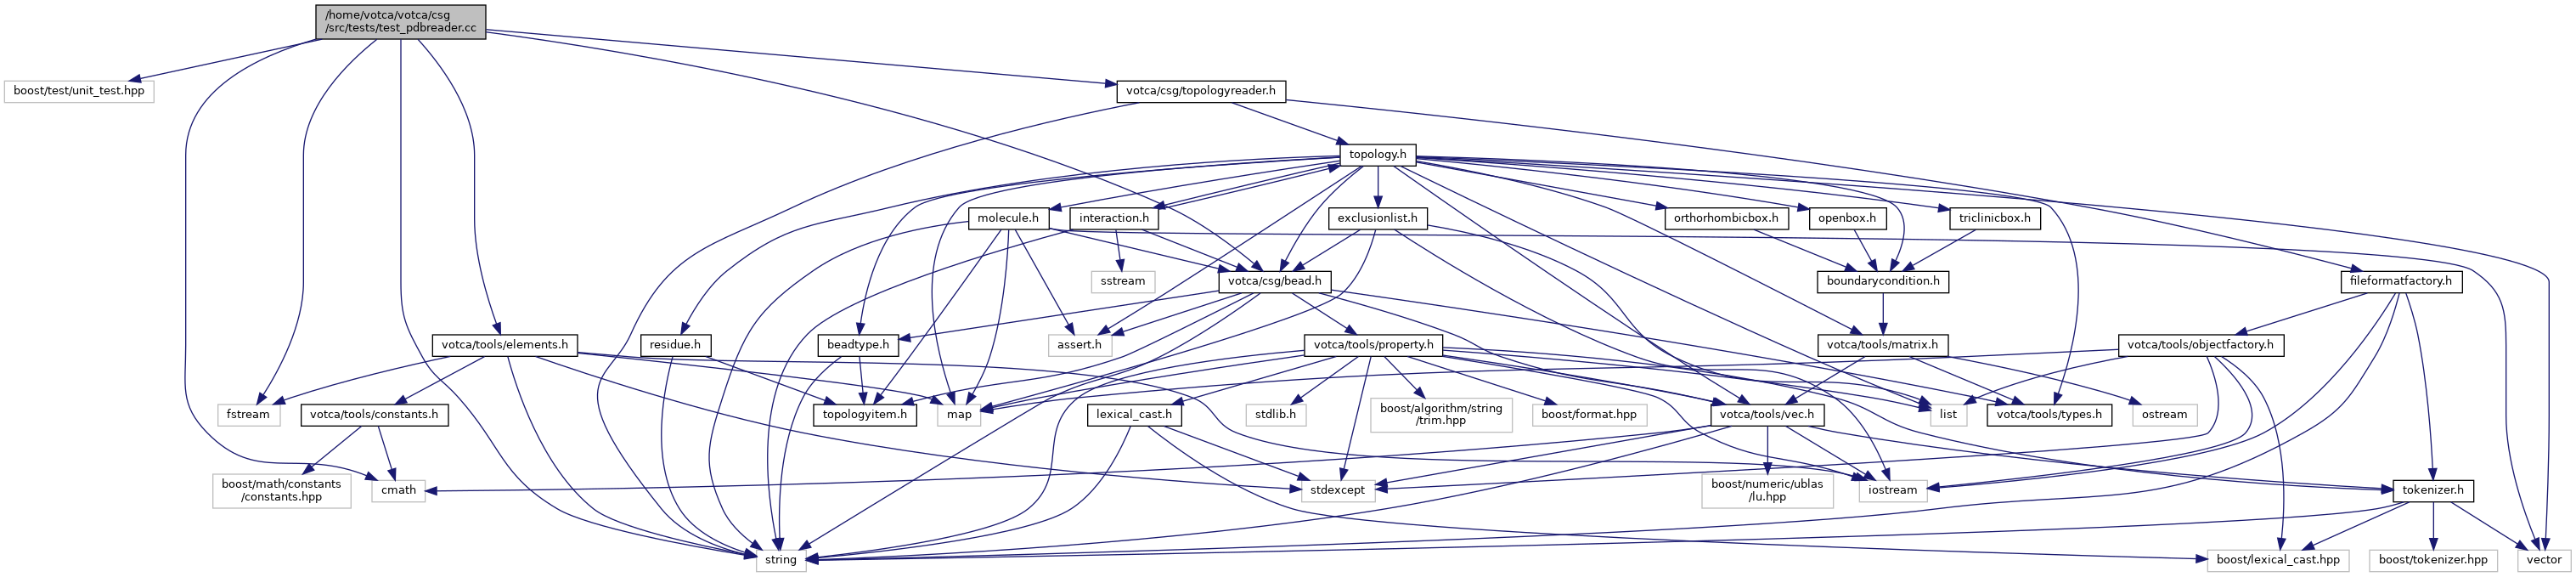 /home/votca/votca/csg
/src/tests/test_pdbreader.cc
boost/test/unit_test.hpp
votca/csg/topologyreader.h
topology.h
molecule.h
interaction.h
exclusionlist.h
orthorhombicbox.h
openbox.h
triclinicbox.h
sstream
votca/csg/bead.h
boundarycondition.h
fileformatfactory.h
votca/tools/elements.h
residue.h
beadtype.h
assert.h
votca/tools/property.h
votca/tools/matrix.h
votca/tools/objectfactory.h
fstream
votca/tools/constants.h
topologyitem.h
map
lexical_cast.h
stdlib.h
boost/algorithm/string
/trim.hpp
boost/format.hpp
votca/tools/vec.h
list
votca/tools/types.h
ostream
boost/math/constants
/constants.hpp
cmath
stdexcept
boost/numeric/ublas
/lu.hpp
iostream
tokenizer.h
string
boost/lexical_cast.hpp
boost/tokenizer.hpp
vector